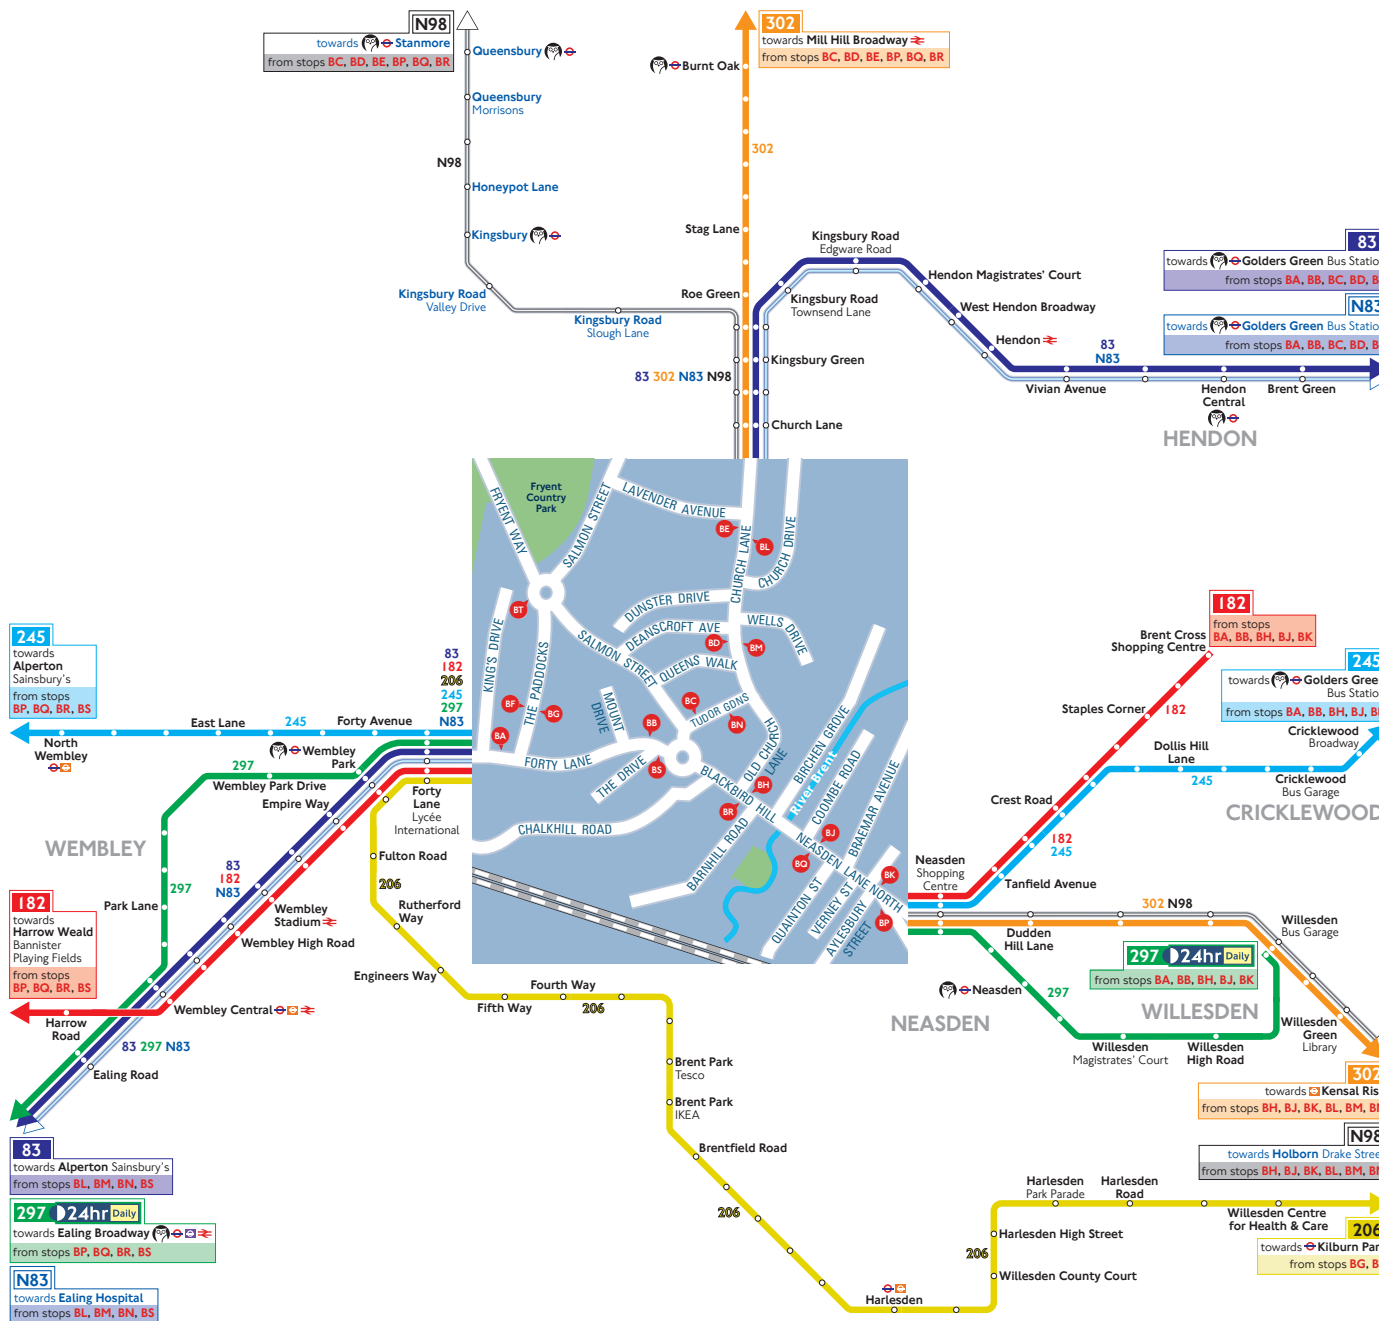 N98
towards Stanmore
from stops BC, BD, BE, BP, BQ, BR
302
towards Mill Hill Broadway
from stops BC, BD, BE, BP, BQ, BR
Queensbury
Queensbury
Morrisons
N98
Honeypot Lane
Kingsbury
Kingsbury Road
Valley Drive
Kingsbury Road
Slough Lane
Burnt Oak
302
Stag Lane
Roe Green
83 302 N83 N98
Kingsbury Road
Edgware Road
Kingsbury Road
Townsend Lane
Kingsbury Green
Church Lane
Hendon Magistrates' Court
West Hendon Broadway
Hendon
83
N83
Vivian Avenue
Hendon
Central
Brent Green
HENDON
83
towards Golders Green Bus Statio
from stops BA, BB, BC, BD, B
N83
towards Golders Green Bus Statio
from stops BA, BB, BC, BD, B
Fryent
Country
Park
FRYENT WAY
SALMON STREET
LAVENDER AVENUE
CHURCH LANE
CHURCH DRIVE
BE
BL
DUNSTER DRIVE
DEANSCROFT AVE
WELLS DRIVE
BT
BD
BM
KING'S DRIVE
THE PADDOCKS
SALMON STREET
QUEENS WALK
MOUNT
DRIVE
BC
TUDOR GDNS
BN
BF
BG
BB
BA
FORTY LANE
BS
THE DRIVE
OLD CHURCH
LANE
BLACKBIRD HILL
BH
BR
BIRCHEN GROVE
River Brent
COOMBE ROAD
BRAEMAR AVENUE
CHALKHILL ROAD
BARNHILL ROAD
BJ
BQ
NEASDEN LANE NORTH
BK
BP
QUAINTON ST
VERNEY ST
AYLESBURY
STREET
245
towards
Alperton
Sainsbury's
from stops
BP, BQ, BR, BS
83
182
206
245
297
N83
East Lane
245
Forty Avenue
North
Wembley
Wembley
Park
297
Wembley Park Drive
Empire Way
Forty
Lane
Lycée
International
WEMBLEY
83
182
N83
297
Park Lane
Fulton Road
206
Rutherford
Way
Engineers Way
Wembley
Stadium
Wembley High Road
182
towards
Harrow Weald
Bannister
Playing Fields
from stops
BP, BQ, BR, BS
Harrow
Road
Wembley Central
83 297 N83
Ealing Road
83
towards Alperton Sainsbury's
from stops BL, BM, BN, BS
297 24hr Daily
towards Ealing Broadway
from stops BP, BQ, BR, BS
N83
towards Ealing Hospital
from stops BL, BM, BN, BS
Fourth Way
Fifth Way
206
Brent Park
Tesco
Brent Park
IKEA
Brentfield Road
206
Harlesden
Willesden County Court
Harlesden High Street
206
Harlesden
Park Parade
Harlesden
Road
Willesden Centre
for Health & Care
206
towards Kilburn Par
from stops BG, B
182
from stops
BA, BB, BH, BJ, BK
Brent Cross
Shopping Centre
182
Staples Corner
245
towards Golders Gree
Bus Statio
from stops BA, BB, BH, BJ, B
Cricklewood
Broadway
Dollis Hill
Lane
245
Cricklewood
Bus Garage
CRICKLEWOOD
Crest Road
182
245
Neasden
Shopping
Centre
Tanfield Avenue
302 N98
Dudden
Hill Lane
Willesden
Bus Garage
297 24hr Daily
from stops BA, BB, BH, BJ, BK
WILLESDEN
Neasden
297
NEASDEN
Willesden
Magistrates' Court
Willesden
High Road
Willesden
Green
Library
302
towards Kensal Ris
from stops BH, BJ, BK, BL, BM, B
N98
towards Holborn Drake Stree
from stops BH, BJ, BK, BL, BM, B